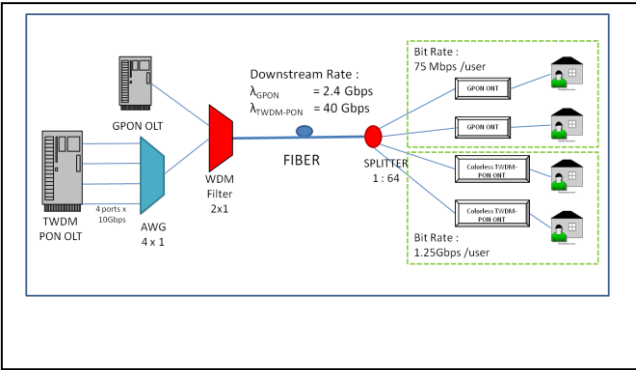 GPON OLT
TWDM
PON OLT
4 ports x
10Gbps
AWG
4 x 1
WDM
Filter
2x1
Downstream Rate :
λGPON = 2.4 Gbps
λTWDM-PON = 40 Gbps
FIBER
SPLITTER
1 : 64
Bit Rate :
75 Mbps /user
GPON ONT
GPON ONT
Colorless TWDM-
PON ONT
Colorless TWDM-
PON ONT
Bit Rate :
1.25Gbps /user